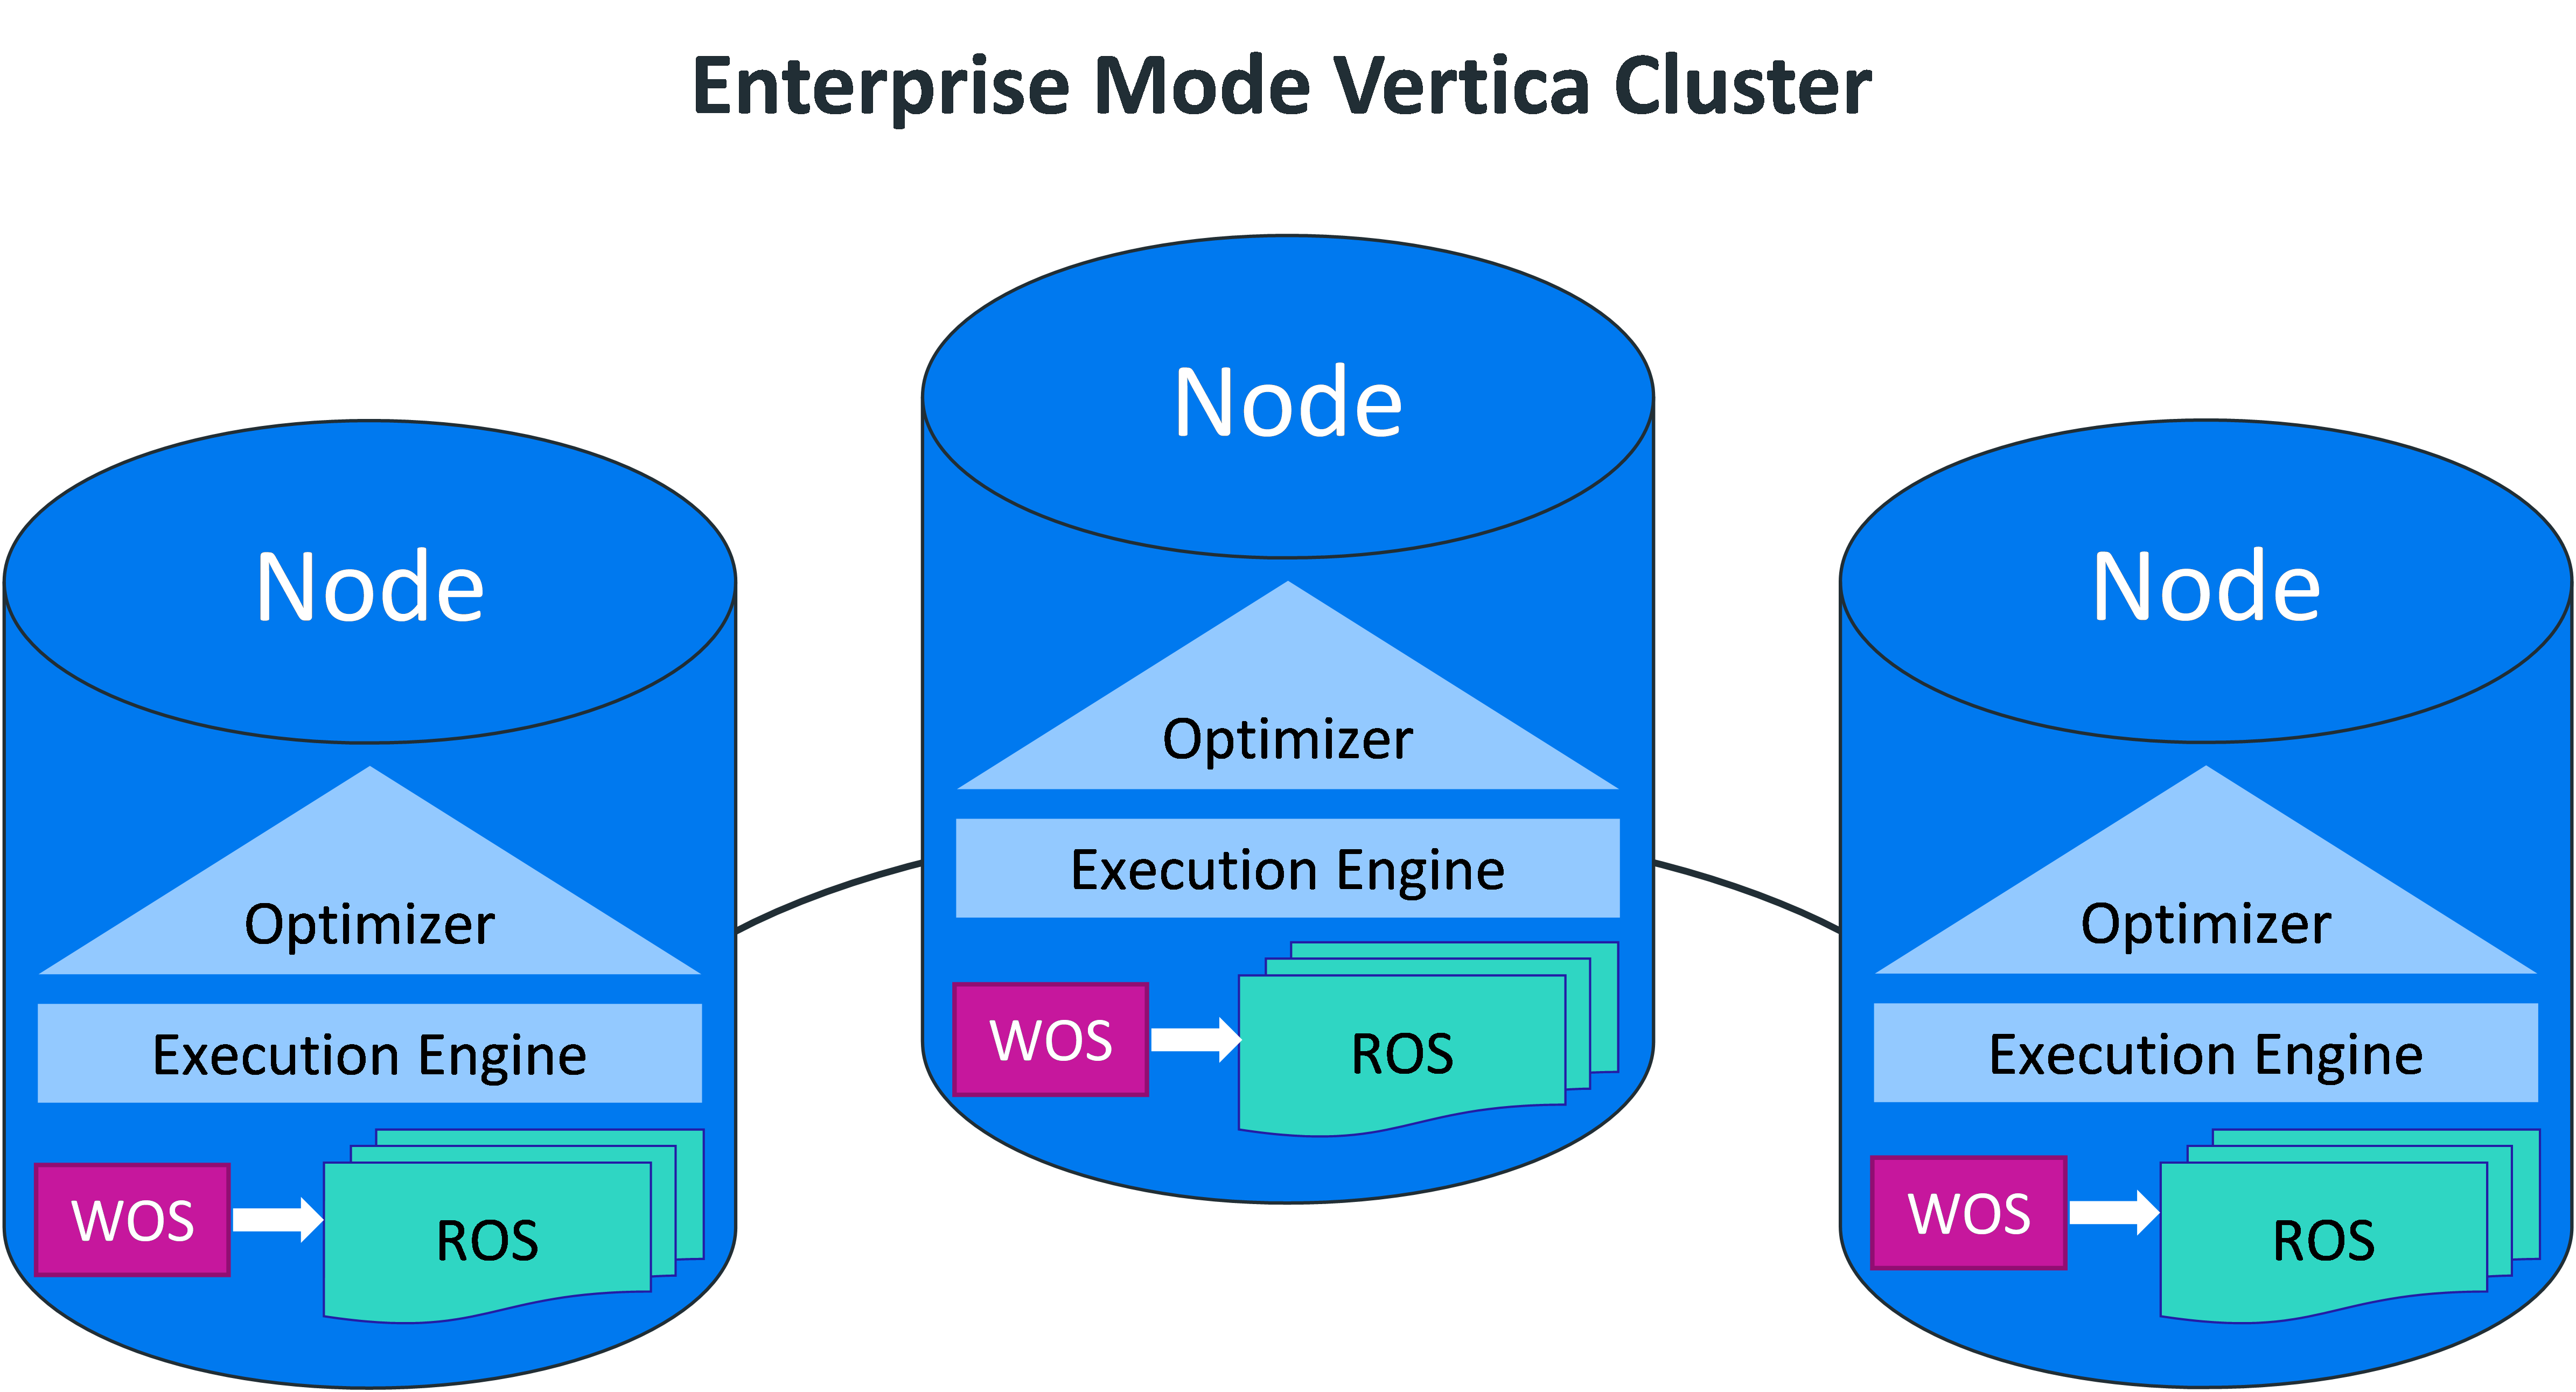 Enterprise Mode Vertica Cluster
Node
Optimizer
Execution Engine
WOS
ROS
Node
Optimizer
Execution Engine
WOS
ROS
Node
Optimizer
Execution Engine
WOS
ROS